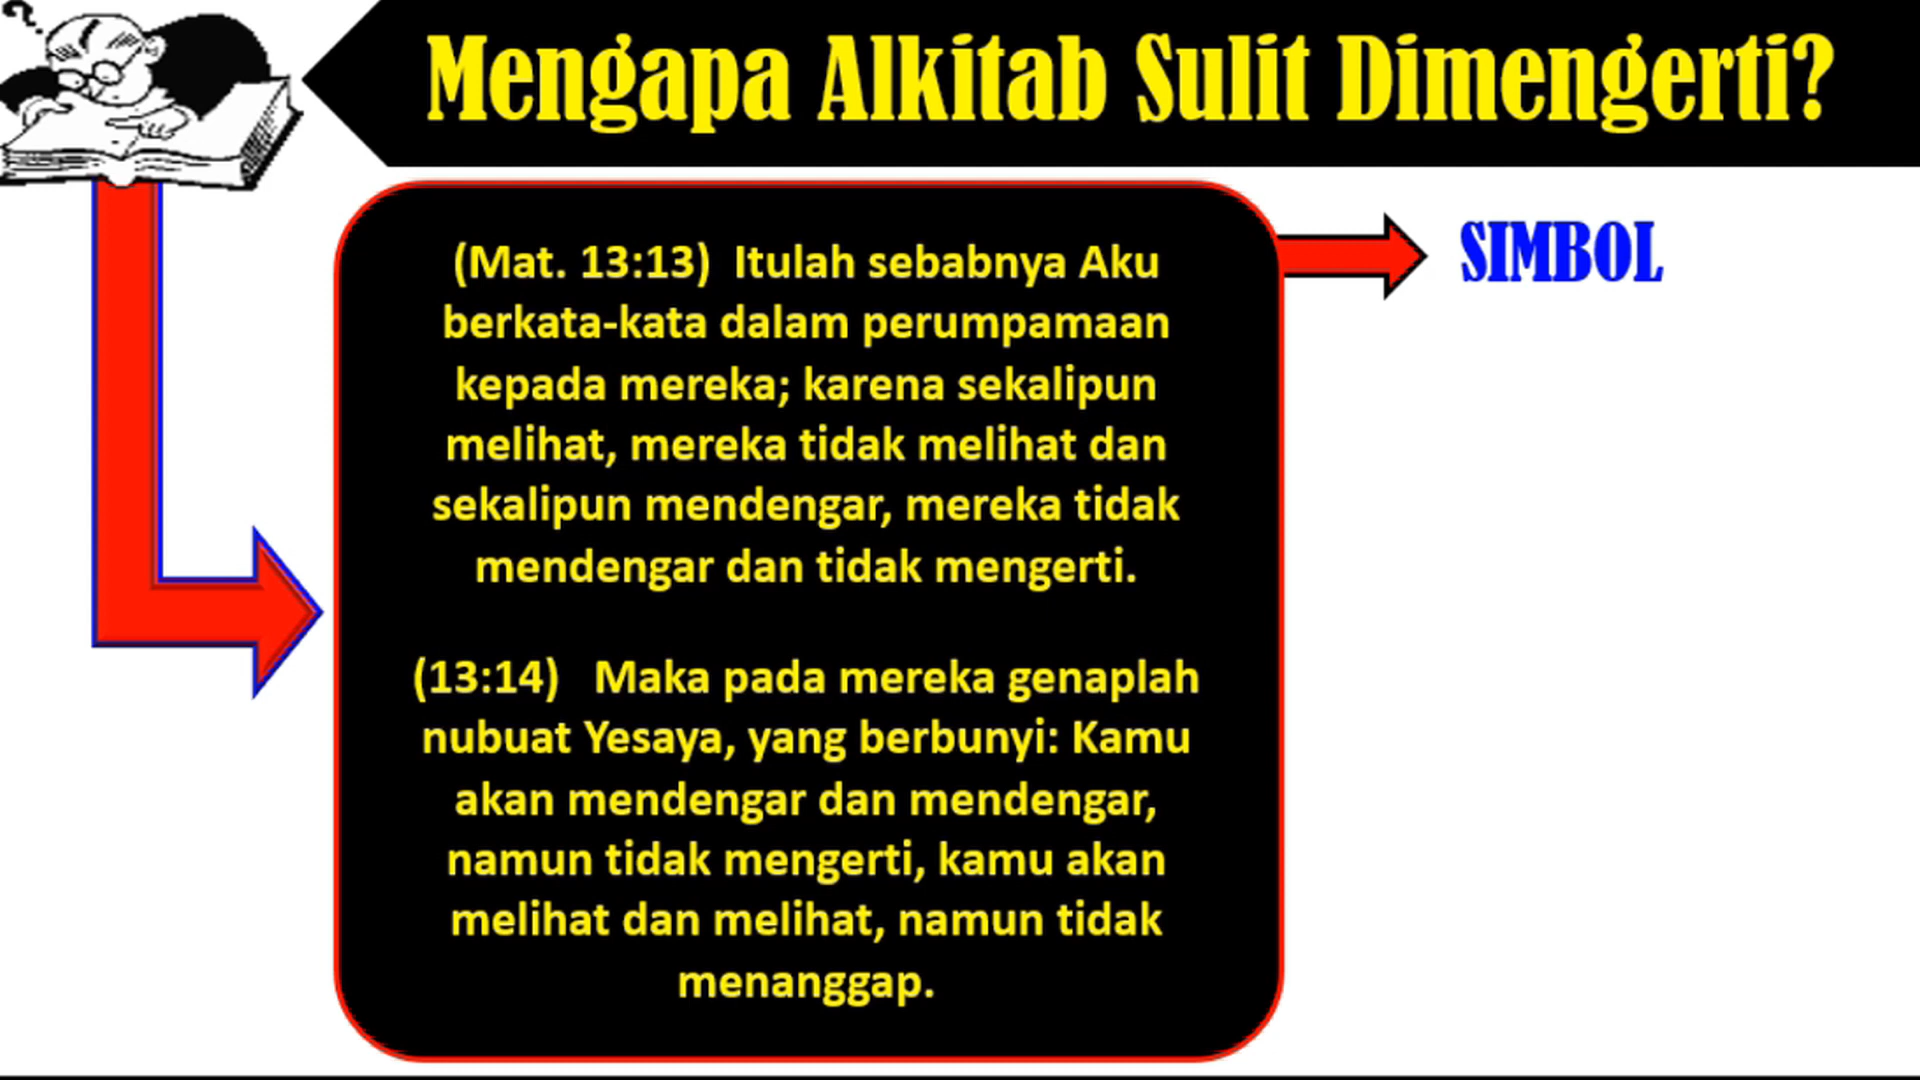 Mengapa Alkitab Sulit Dimengerti?
(Mat. 13:13) Itulah sebabnya Aku
berkata-kata dalam perumpamaan
kepada mereka; karena sekalipun
melihat, mereka tidak melihat dan
sekalipun mendengar, mereka tidak
mendengar dan tidak mengerti.
(13:14) Maka pada mereka genaplah
nubuat Yesaya, yang berbunyi: Kamu
akan mendengar dan mendengar,
namun tidak mengerti, kamu akan
melihat dan melihat, namun tidak
menanggap.
SIMBOL